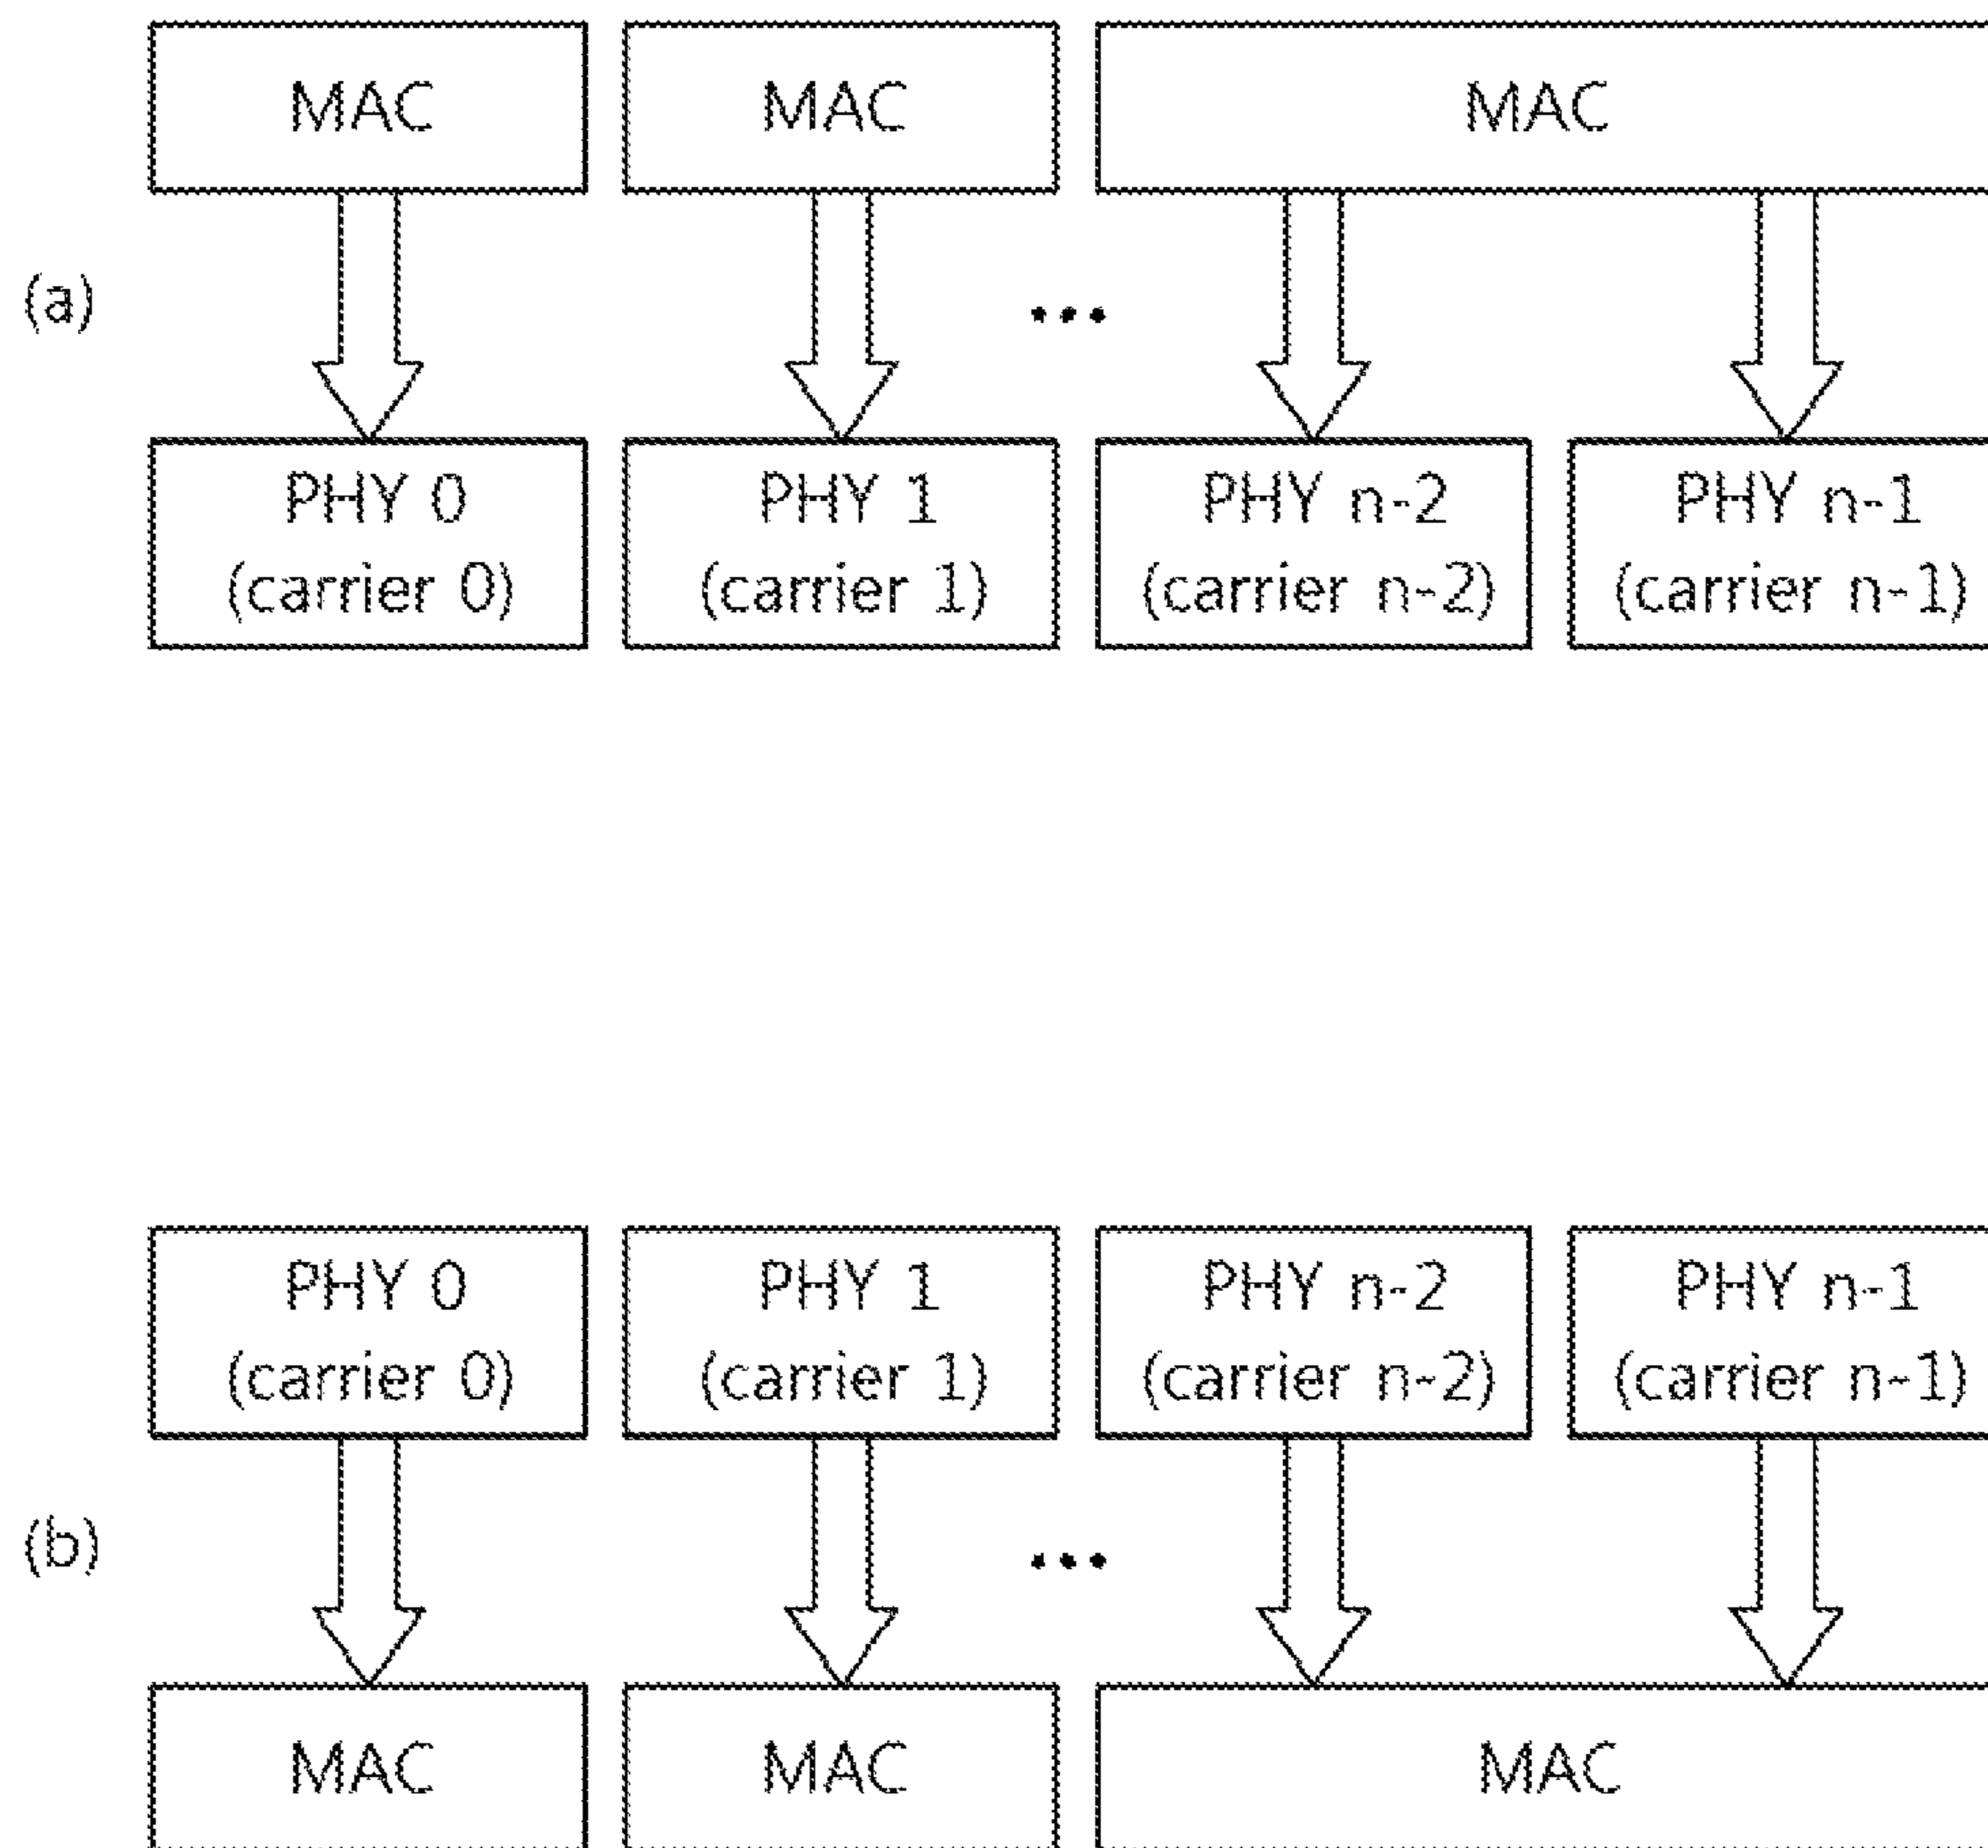 MAC MAC MAC
(a)
...
PHY 0 PHY 1 PHY n-2 PHY n-1
(carrier 0) (carrier 1) (carrier n-2) (carrier n-1)
PHY 0 PHY 1 PHY n-2 PHY n-1
(carrier 0) (carrier 1) (carrier n-2) (carrier n-1)
(b)
...
MAC MAC MAC